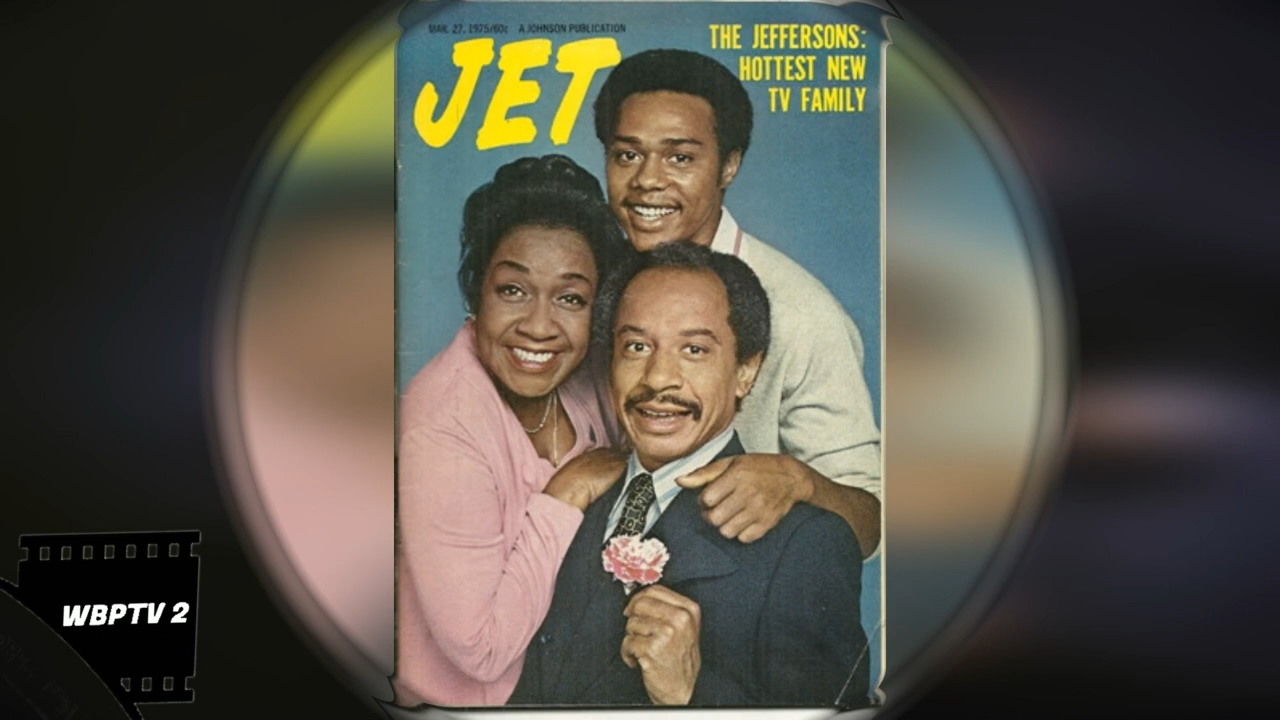 MAR. 27, 1975/60¢ A JOHNSON PUBLICATION
JET
THE JEFFERSONS:
HOTTEST NEW
TV FAMILY
WBPTV 2